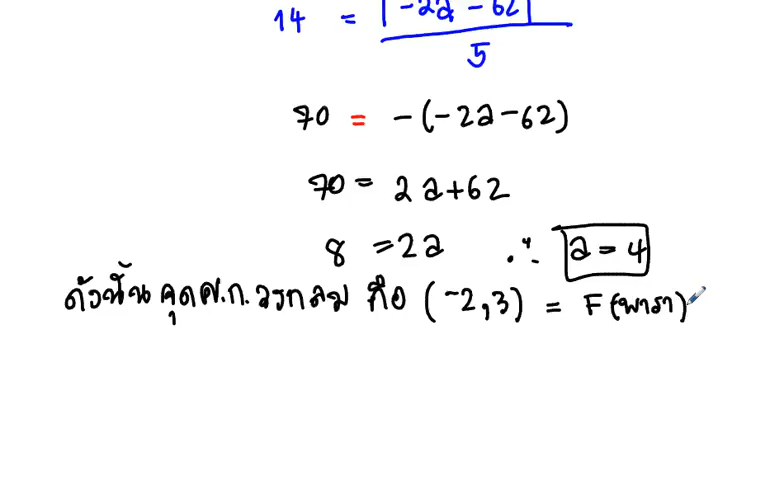 14 = |-2a - 62|
5
70 = -(-2a-62)
70 = 2a+62
8 = 2a ∴ a = 4
ดังนั้น จุดศ.ก. วงกลม คือ (-2,3) = F(พารา)